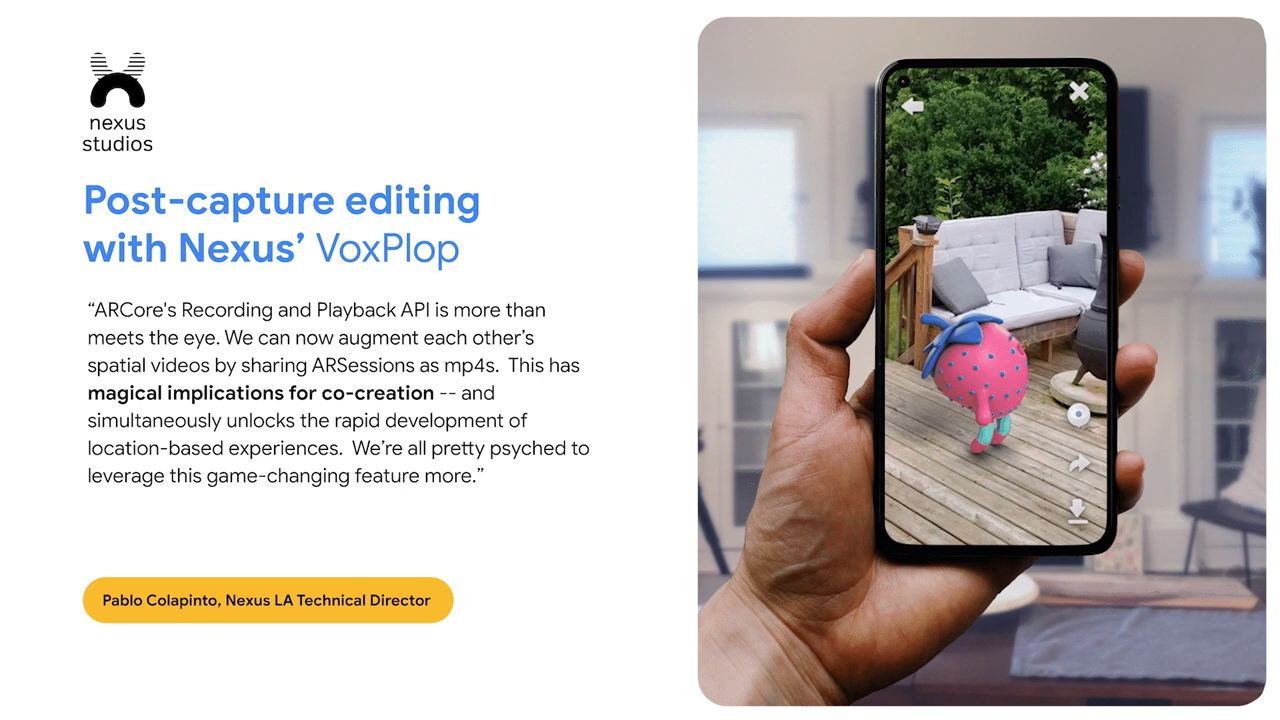 nexus
studios
Post-capture editing
with Nexus’ VoxPlop
“ARCore's Recording and Playback API is more than
meets the eye. We can now augment each other’s
spatial videos by sharing ARSessions as mp4s.  This has
magical implications for co-creation -- and
simultaneously unlocks the rapid development of
location-based experiences.  We’re all pretty psyched to
leverage this game-changing feature more.”
Pablo Colapinto, Nexus LA Technical Director